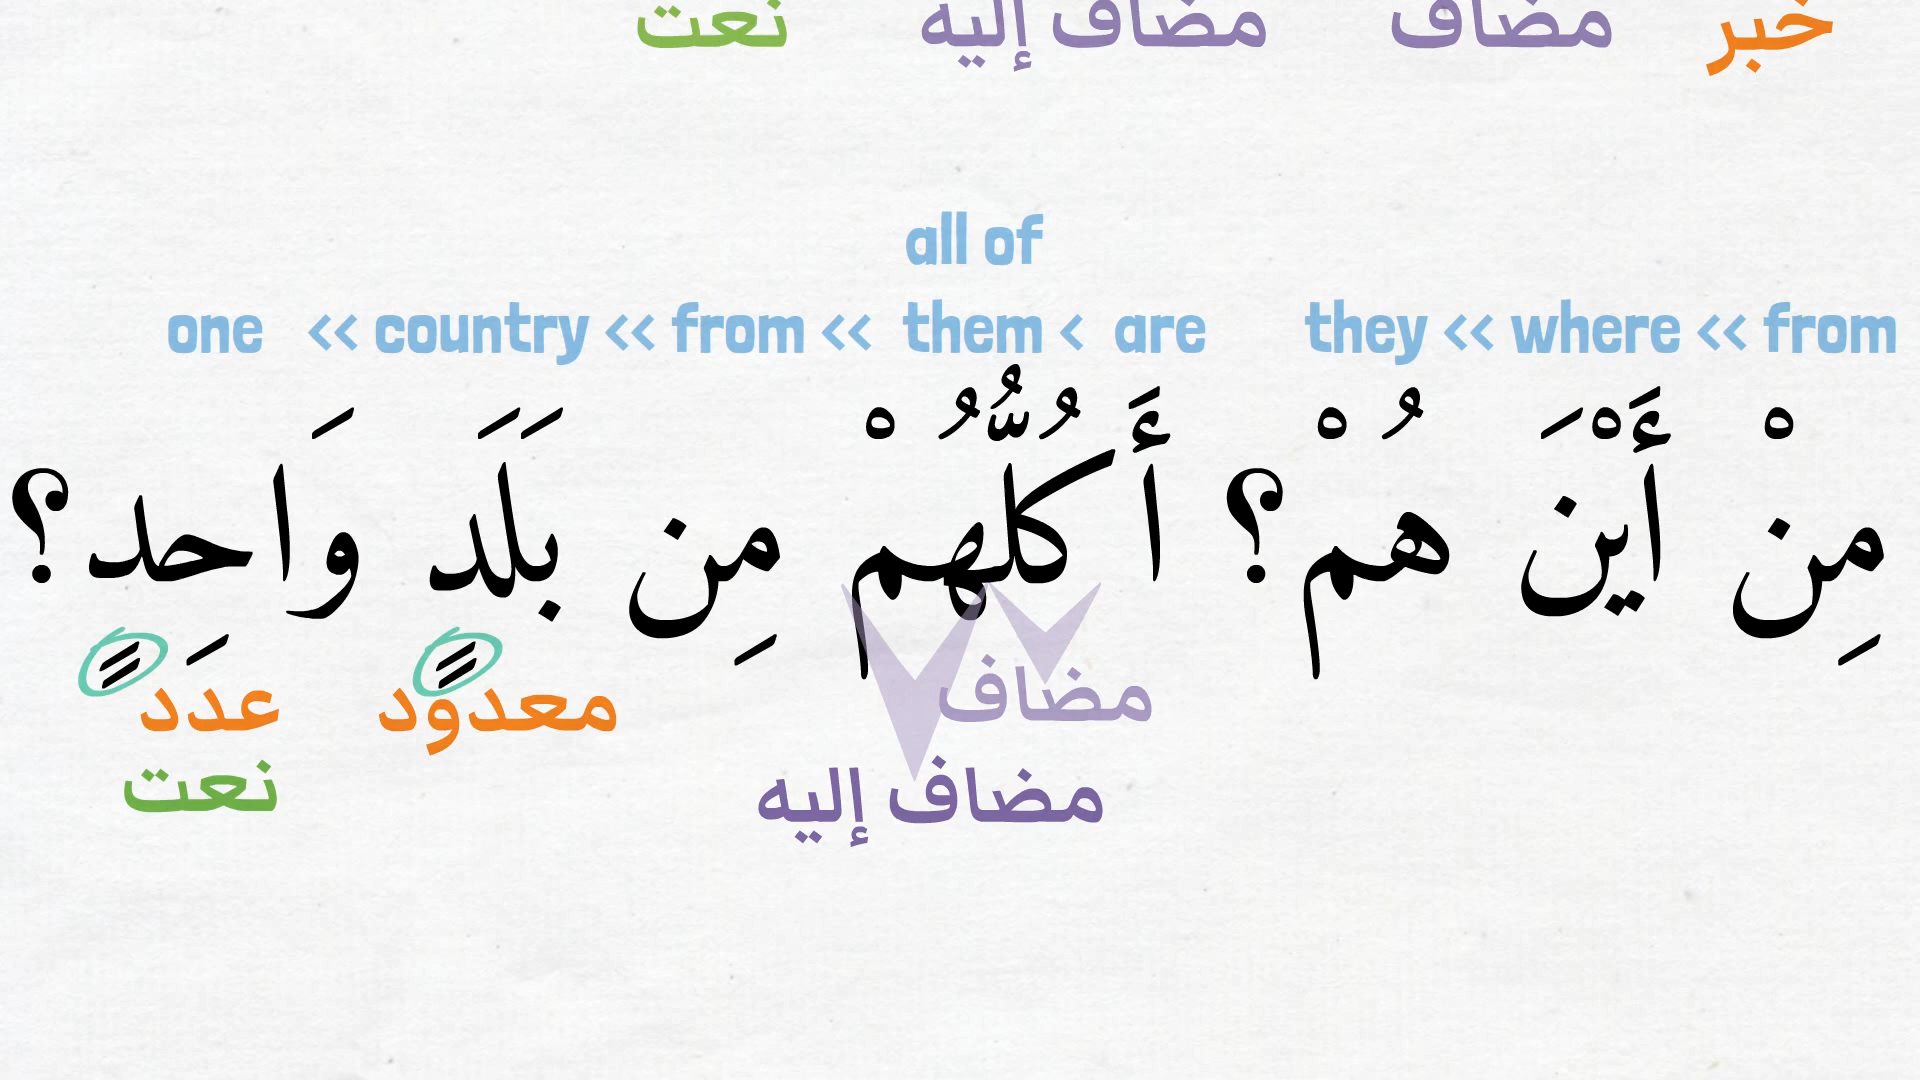 خبر مضاف مضاف إليه نعت
all of
one << country << from << them < are they << where << from
مِنْ أَيْنَ هُمْ؟ أَكُلُّهُمْ مِن بَلَدٍ وَاحِدٍ؟
مضاف معدود عدد
مضاف إليه نعت